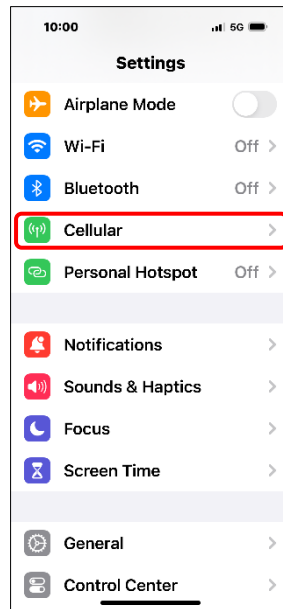 10:00 5G
Settings
Airplane Mode
Wi-Fi Off
Bluetooth Off
Cellular
Personal Hotspot Off
Notifications
Sounds & Haptics
Focus
Screen Time
General
Control Center